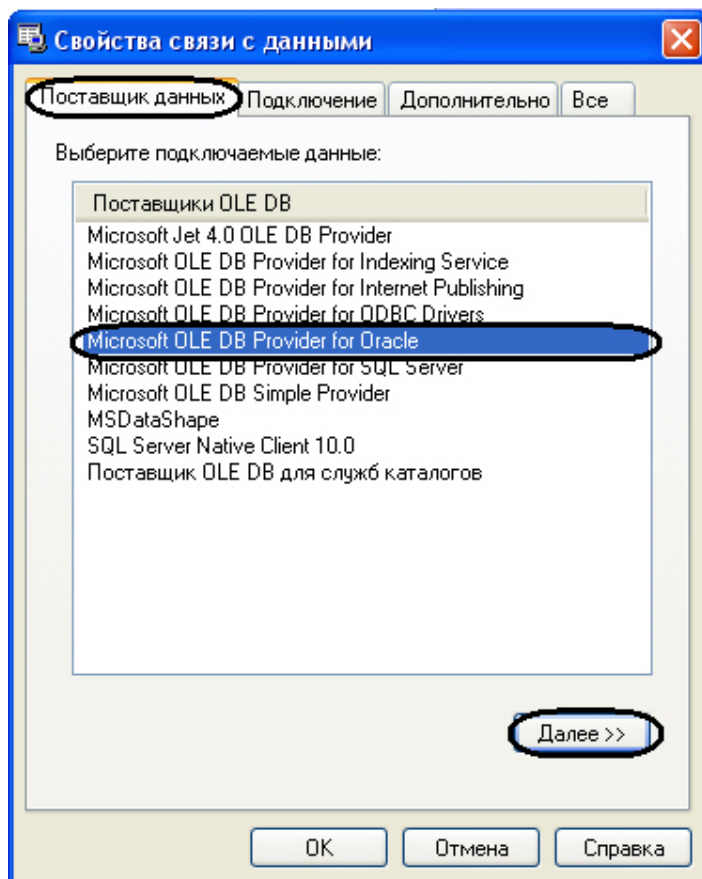 Свойства связи с данными
Поставщик данных Подключение Дополнительно Все
Выберите подключаемые данные:
Поставщики OLE DB
Microsoft Jet 4.0 OLE DB Provider
Microsoft OLE DB Provider for Indexing Service
Microsoft OLE DB Provider for Internet Publishing
Microsoft OLE DB Provider for ODBC Drivers
Microsoft OLE DB Provider for Oracle
Microsoft OLE DB Provider for SQL Server
Microsoft OLE DB Simple Provider
MSDataShape
SQL Server Native Client 10.0
Поставщик OLE DB для служб каталогов
Далее >>
OK Отмена Справка